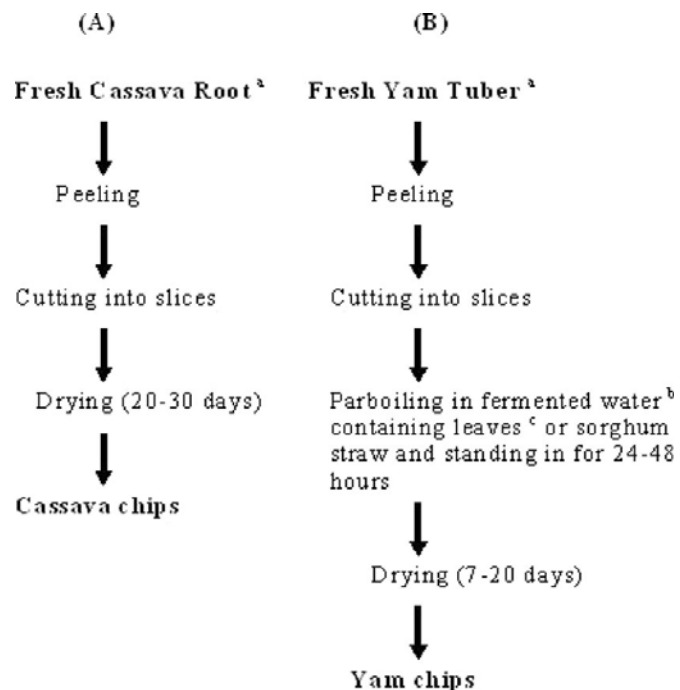 (A)
Fresh Cassava Root a
Peeling
Cutting into slices
Drying (20-30 days)
Cassava chips
(B)
Fresh Yam Tuber a
Peeling
Cutting into slices
Parboiling in fermented water b
containing leaves c or sorghum
straw and standing in for 24-48
hours
Drying (7-20 days)
Yam chips